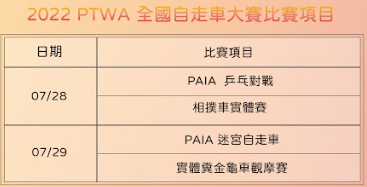 2022 PTWA 全國自走車大賽比賽項目
日期
比賽項目
07/28
PAIA 乒乓對戰
相撲車實體賽
07/29
PAIA 迷宮自走車
實體糞金龜車觀摩賽